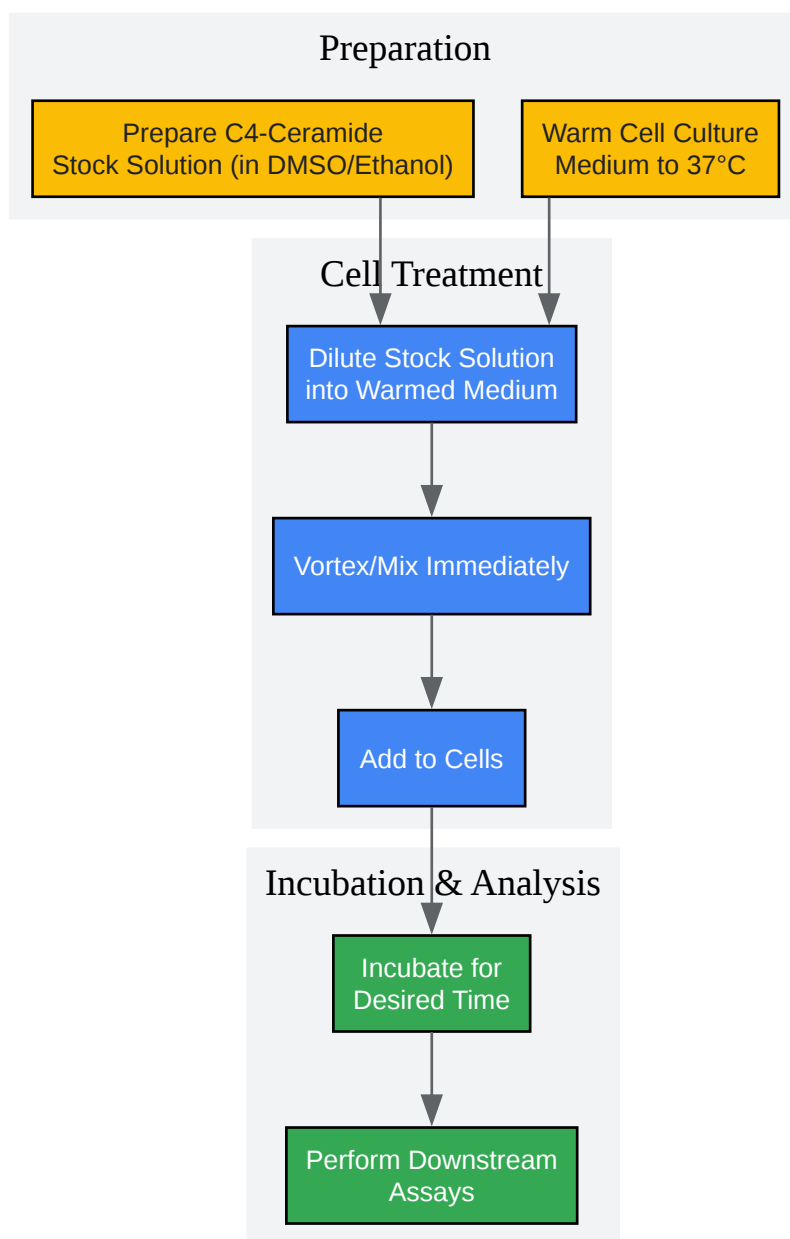 Preparation
Prepare C4-Ceramide
Stock Solution (in DMSO/Ethanol)
Warm Cell Culture
Medium to 37°C
Cell Treatment
Dilute Stock Solution
into Warmed Medium
Vortex/Mix Immediately
Add to Cells
Incubation & Analysis
Incubate for
Desired Time
Perform Downstream
Assays